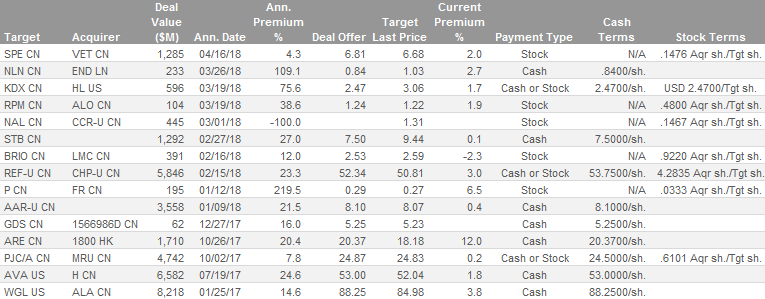 Target Acquirer Deal Value ($M) Ann. Date Ann. Premium % Deal Offer Target Last Price Current Premium % Payment Type Cash Terms Stock Terms
SPE CN VET CN 1,285 04/16/18 4.3 6.81 6.68 2.0 Stock N/A .1476 Aqr sh./Tgt sh.
NLN CN END LN 233 03/26/18 109.1 0.84 1.03 2.7 Cash .8400/sh.
KDX CN HL US 596 03/19/18 75.6 2.47 3.06 1.7 Cash or Stock 2.4700/sh. USD 2.4700/Tgt sh.
RPM CN ALO CN 104 03/19/18 38.6 1.24 1.22 1.9 Stock N/A .4800 Aqr sh./Tgt sh.
NAL CN CCR-U CN 445 03/01/18 -100.0 1.31 Stock N/A .1467 Aqr sh./Tgt sh.
STB CN 1,292 02/27/18 27.0 7.50 9.44 0.1 Cash 7.5000/sh.
BRIO CN LMC CN 391 02/16/18 12.0 2.53 2.59 -2.3 Stock N/A .9220 Aqr sh./Tgt sh.
REF-U CN CHP-U CN 5,846 02/15/18 23.3 52.34 50.81 3.0 Cash or Stock 53.7500/sh. 4.2835 Aqr sh./Tgt sh.
P CN FR CN 195 01/12/18 219.5 0.29 0.27 6.5 Stock N/A .0333 Aqr sh./Tgt sh.
AAR-U CN 3,558 01/09/18 21.5 8.10 8.07 0.4 Cash 8.1000/sh.
GDS CN 1566986D CN 62 12/27/17 16.0 5.25 5.23 Cash 5.2500/sh.
ARE CN 1800 HK 1,710 10/26/17 20.4 20.37 18.18 12.0 Cash 20.3700/sh.
PJC/A CN MRU CN 4,742 10/02/17 7.8 24.87 24.83 0.2 Cash or Stock 24.5000/sh. .6101 Aqr sh./Tgt sh.
AVA US H CN 6,582 07/19/17 24.6 53.00 52.04 1.8 Cash 53.0000/sh.
WGL US ALA CN 8,218 01/25/17 14.6 88.25 84.98 3.8 Cash 88.2500/sh.